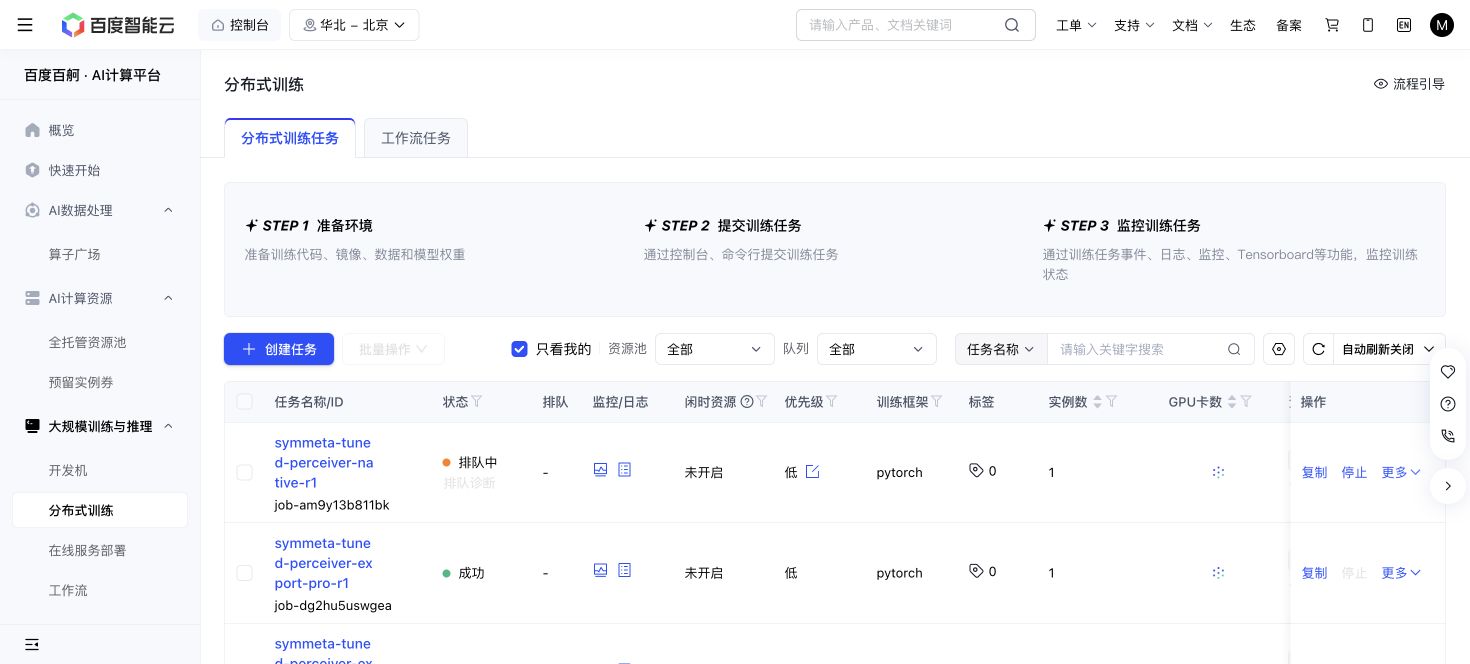 百度智能云
控制台
华北 – 北京
请输入产品、文档关键词
工单
支持
文档
生态
备案
EN
M
百度百舸 · AI计算平台
概览
快速开始
AI数据处理
算子广场
AI计算资源
全托管资源池
预留实例券
大规模训练与推理
开发机
分布式训练
在线服务部署
工作流
分布式训练
流程引导
分布式训练任务
工作流任务
STEP 1 准备环境
准备训练代码、镜像、数据和模型权重
STEP 2 提交训练任务
通过控制台、命令行提交训练任务
STEP 3 监控训练任务
通过训练任务事件、日志、监控、Tensorboard等功能，监控训练
状态
创建任务
批量操作
只看我的
资源池
全部
队列
全部
任务名称
请输入关键字搜索
自动刷新关闭
任务名称/ID
状态
排队
监控/日志
闲时资源
优先级
训练框架
标签
实例数
GPU卡数
操作
symmeta-tune
d-perceiver-na
tive-r1
job-am9y13b811bk
排队中
排队诊断
-
未开启
低
pytorch
0
1
复制
停止
更多
symmeta-tune
d-perceiver-ex
port-pro-r1
job-dg2hu5uswgea
成功
-
未开启
低
pytorch
0
1
复制
停止
更多
symmeta-tune
d-perceiver-ex